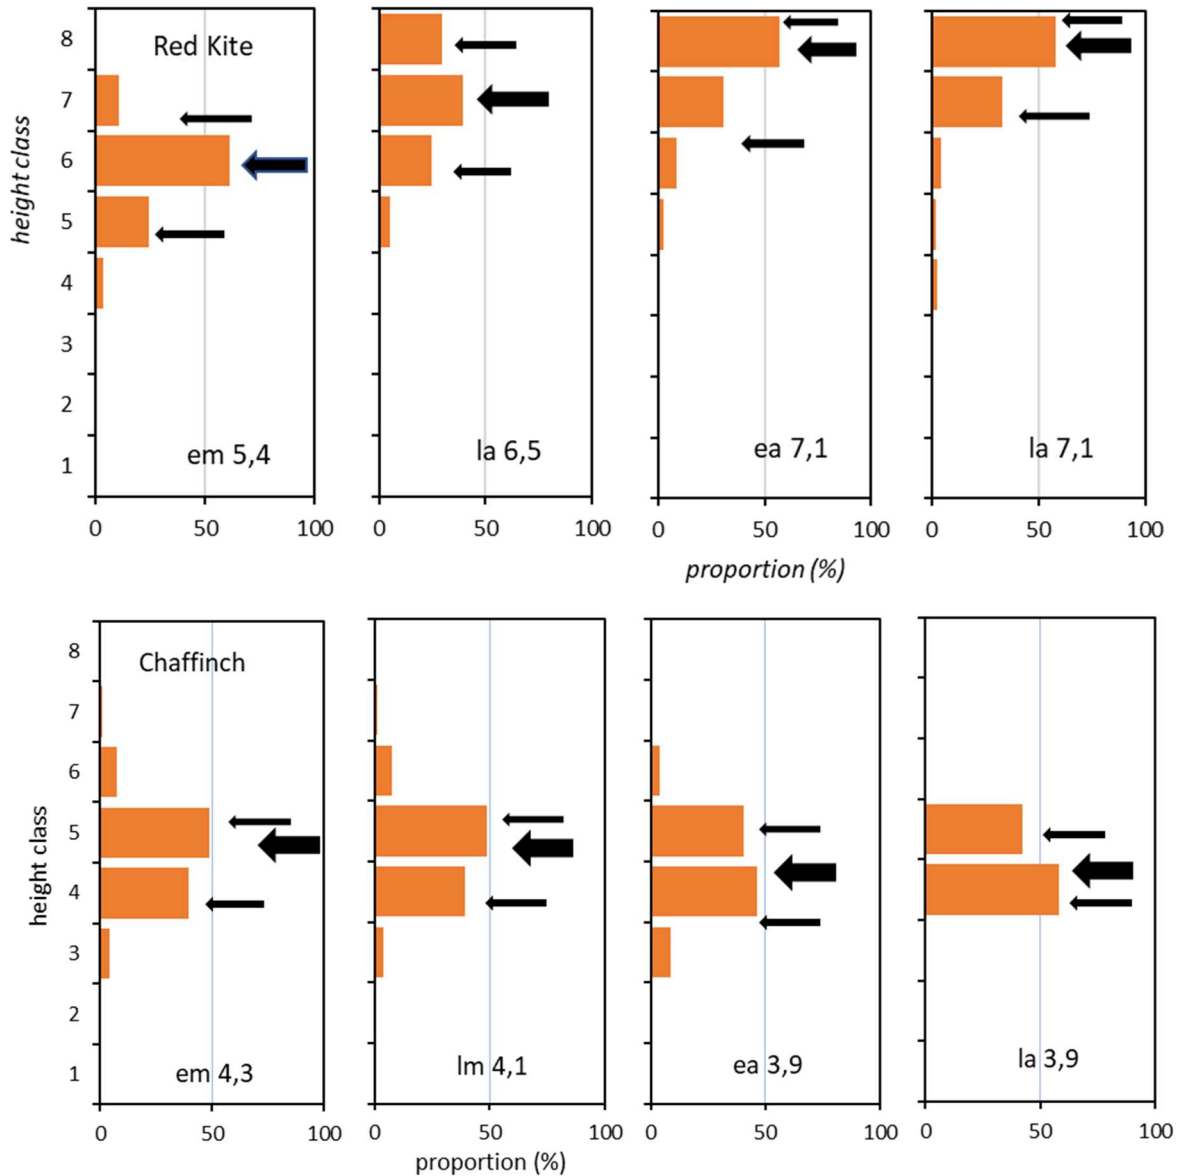 8
7
6
5
4
3
2
1
height class
Red Kite
em 5,4
la 6,5
ea 7,1
la 7,1
0 50 100 0 50 100 0 50 100 0 50 100
proportion (%)
8
7
6
5
4
3
2
1
height class
Chaffinch
em 4,3
lm 4,1
ea 3,9
la 3,9
0 50 100 0 50 100 0 50 100 0 50 100
proportion (%)